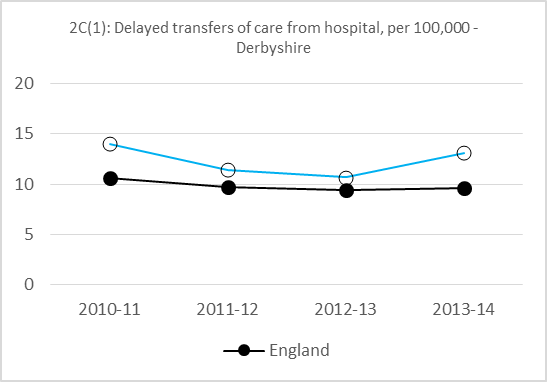 2C(1): Delayed transfers of care from hospital, per 100,000 -
Derbyshire
20
15
10
5
0
2010-11 2011-12 2012-13 2013-14
England